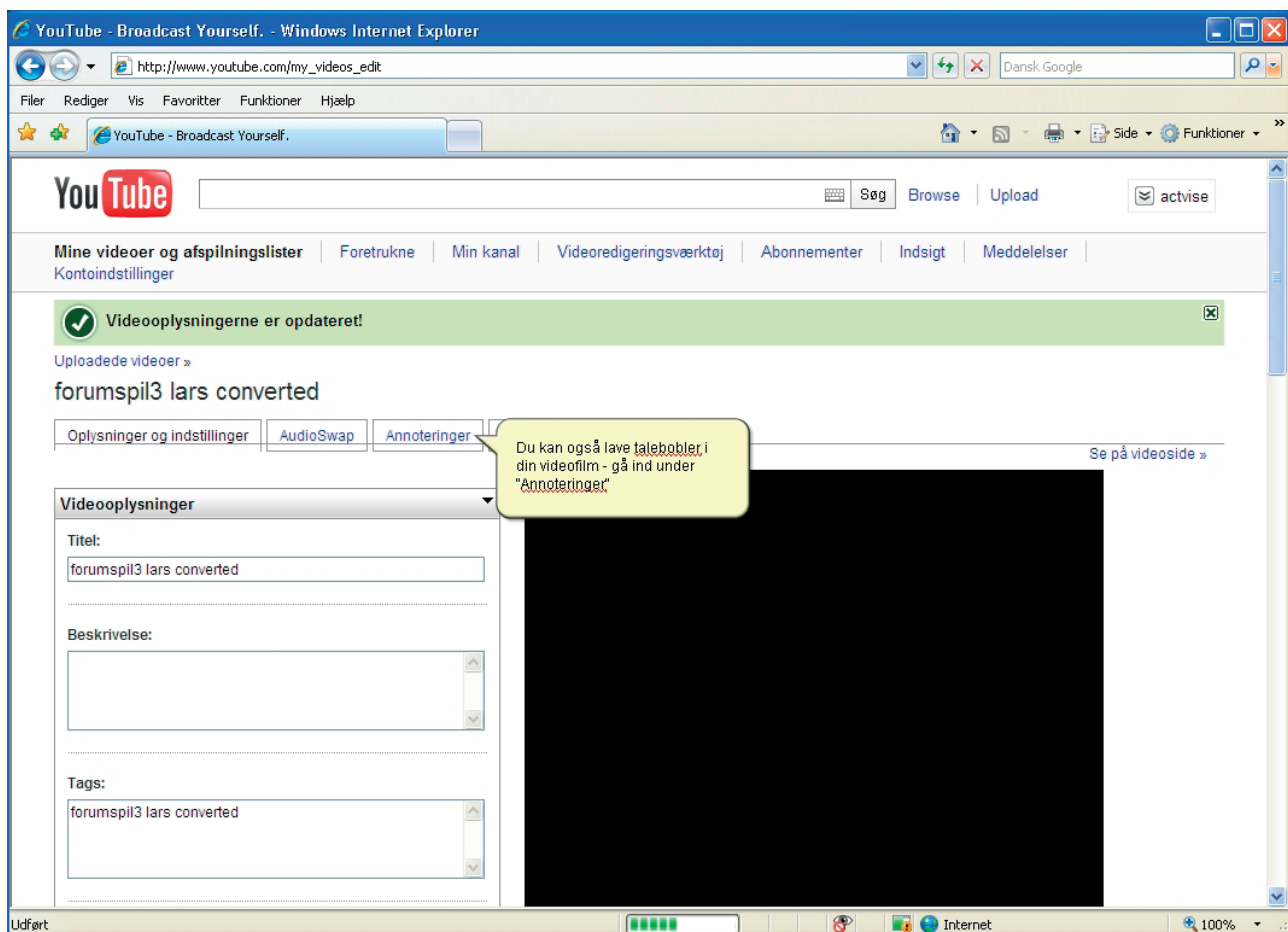 YouTube - Broadcast Yourself. - Windows Internet Explorer
http://www.youtube.com/my_videos_edit
Dansk Google
Filer Rediger Vis Favoritter Funktioner Hjælp
YouTube - Broadcast Yourself.
Side Funktioner »
You Tube
Søg Browse Upload actvise
Mine videoer og afspilningslister Foretrukne Min kanal Videoredigeringsværktøj Abonnementer Indsigt Meddelelser
Kontoindstillinger
Videooplysningerne er opdateret!
Uploadede videoer »
forumspil3 lars converted
Oplysninger og indstillinger AudioSwap Annoteringer
Du kan også lave talebobler i
din videofilm - gå ind under
"Annoteringer"
Se på videoside »
Videooplysninger
Titel:
forumspil3 lars converted
Beskrivelse:
Tags:
forumspil3 lars converted
Udført Internet 100%